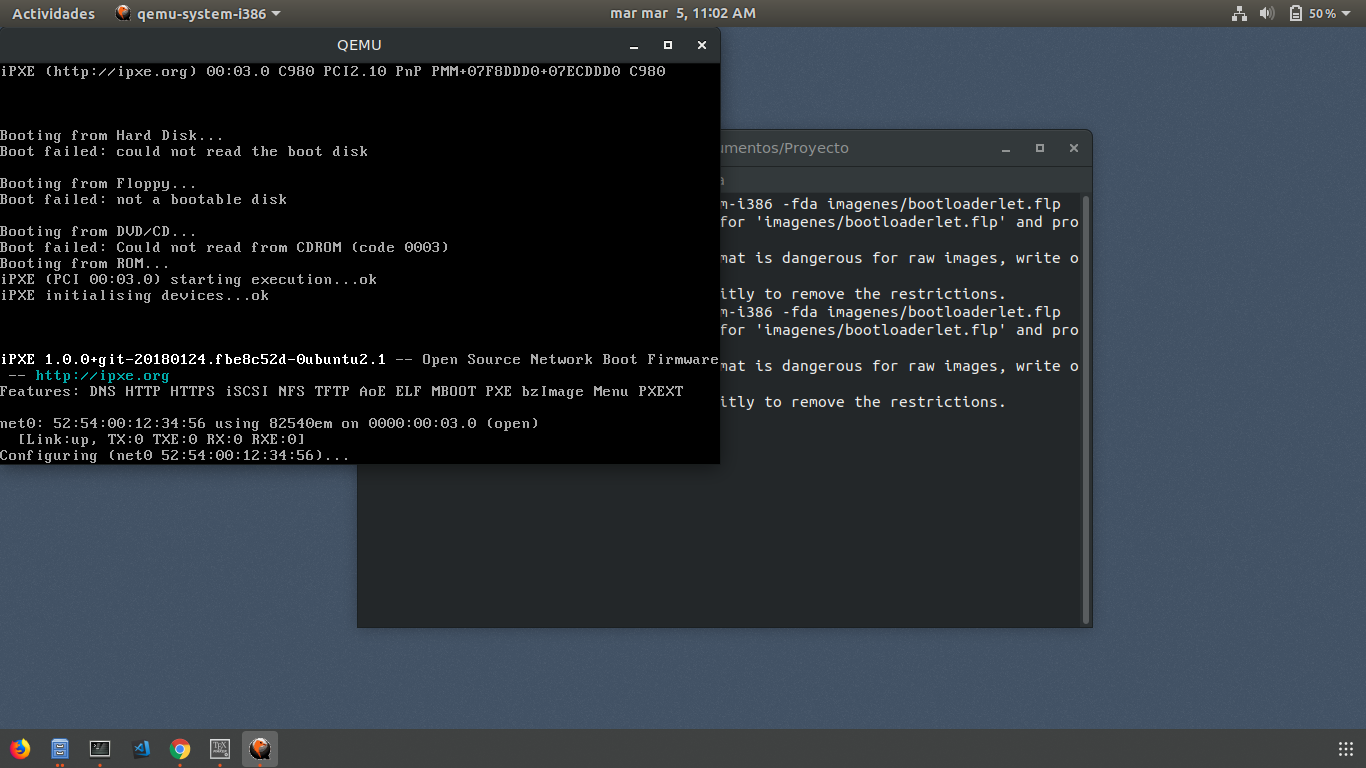 Actividades qemu-system-i386 mar mar 5, 11:02 AM 50 %
QEMU
iPXE (http://ipxe.org) 00:03.0 C980 PCI2.10 PnP PMM+07F8DDD0+07ECDDD0 C980
Booting from Hard Disk...
Boot failed: could not read the boot disk
Booting from Floppy...
Boot failed: not a bootable disk
Booting from DVD/CD...
Boot failed: Could not read from CDROM (code 0003)
Booting from ROM...
iPXE (PCI 00:03.0) starting execution...ok
iPXE initialising devices...ok
iPXE 1.0.0+git-20180124.fbe8c52d-0ubuntu2.1 -- Open Source Network Boot Firmware
-- http://ipxe.org
Features: DNS HTTP HTTPS iSCSI NFS TFTP AoE ELF MBOOT PXE bzImage Menu PXEXT
net0: 52:54:00:12:34:56 using 82540em on 0000:00:03.0 (open)
[Link:up, TX:0 TXE:0 RX:0 RXE:0]
Configuring (net0 52:54:00:12:34:56)...
umentos/Proyecto
a
m-i386 -fda imagenes/bootloaderlet.flp
for 'imagenes/bootloaderlet.flp' and pro
mat is dangerous for raw images, write o
itly to remove the restrictions.
m-i386 -fda imagenes/bootloaderlet.flp
for 'imagenes/bootloaderlet.flp' and pro
mat is dangerous for raw images, write o
itly to remove the restrictions.